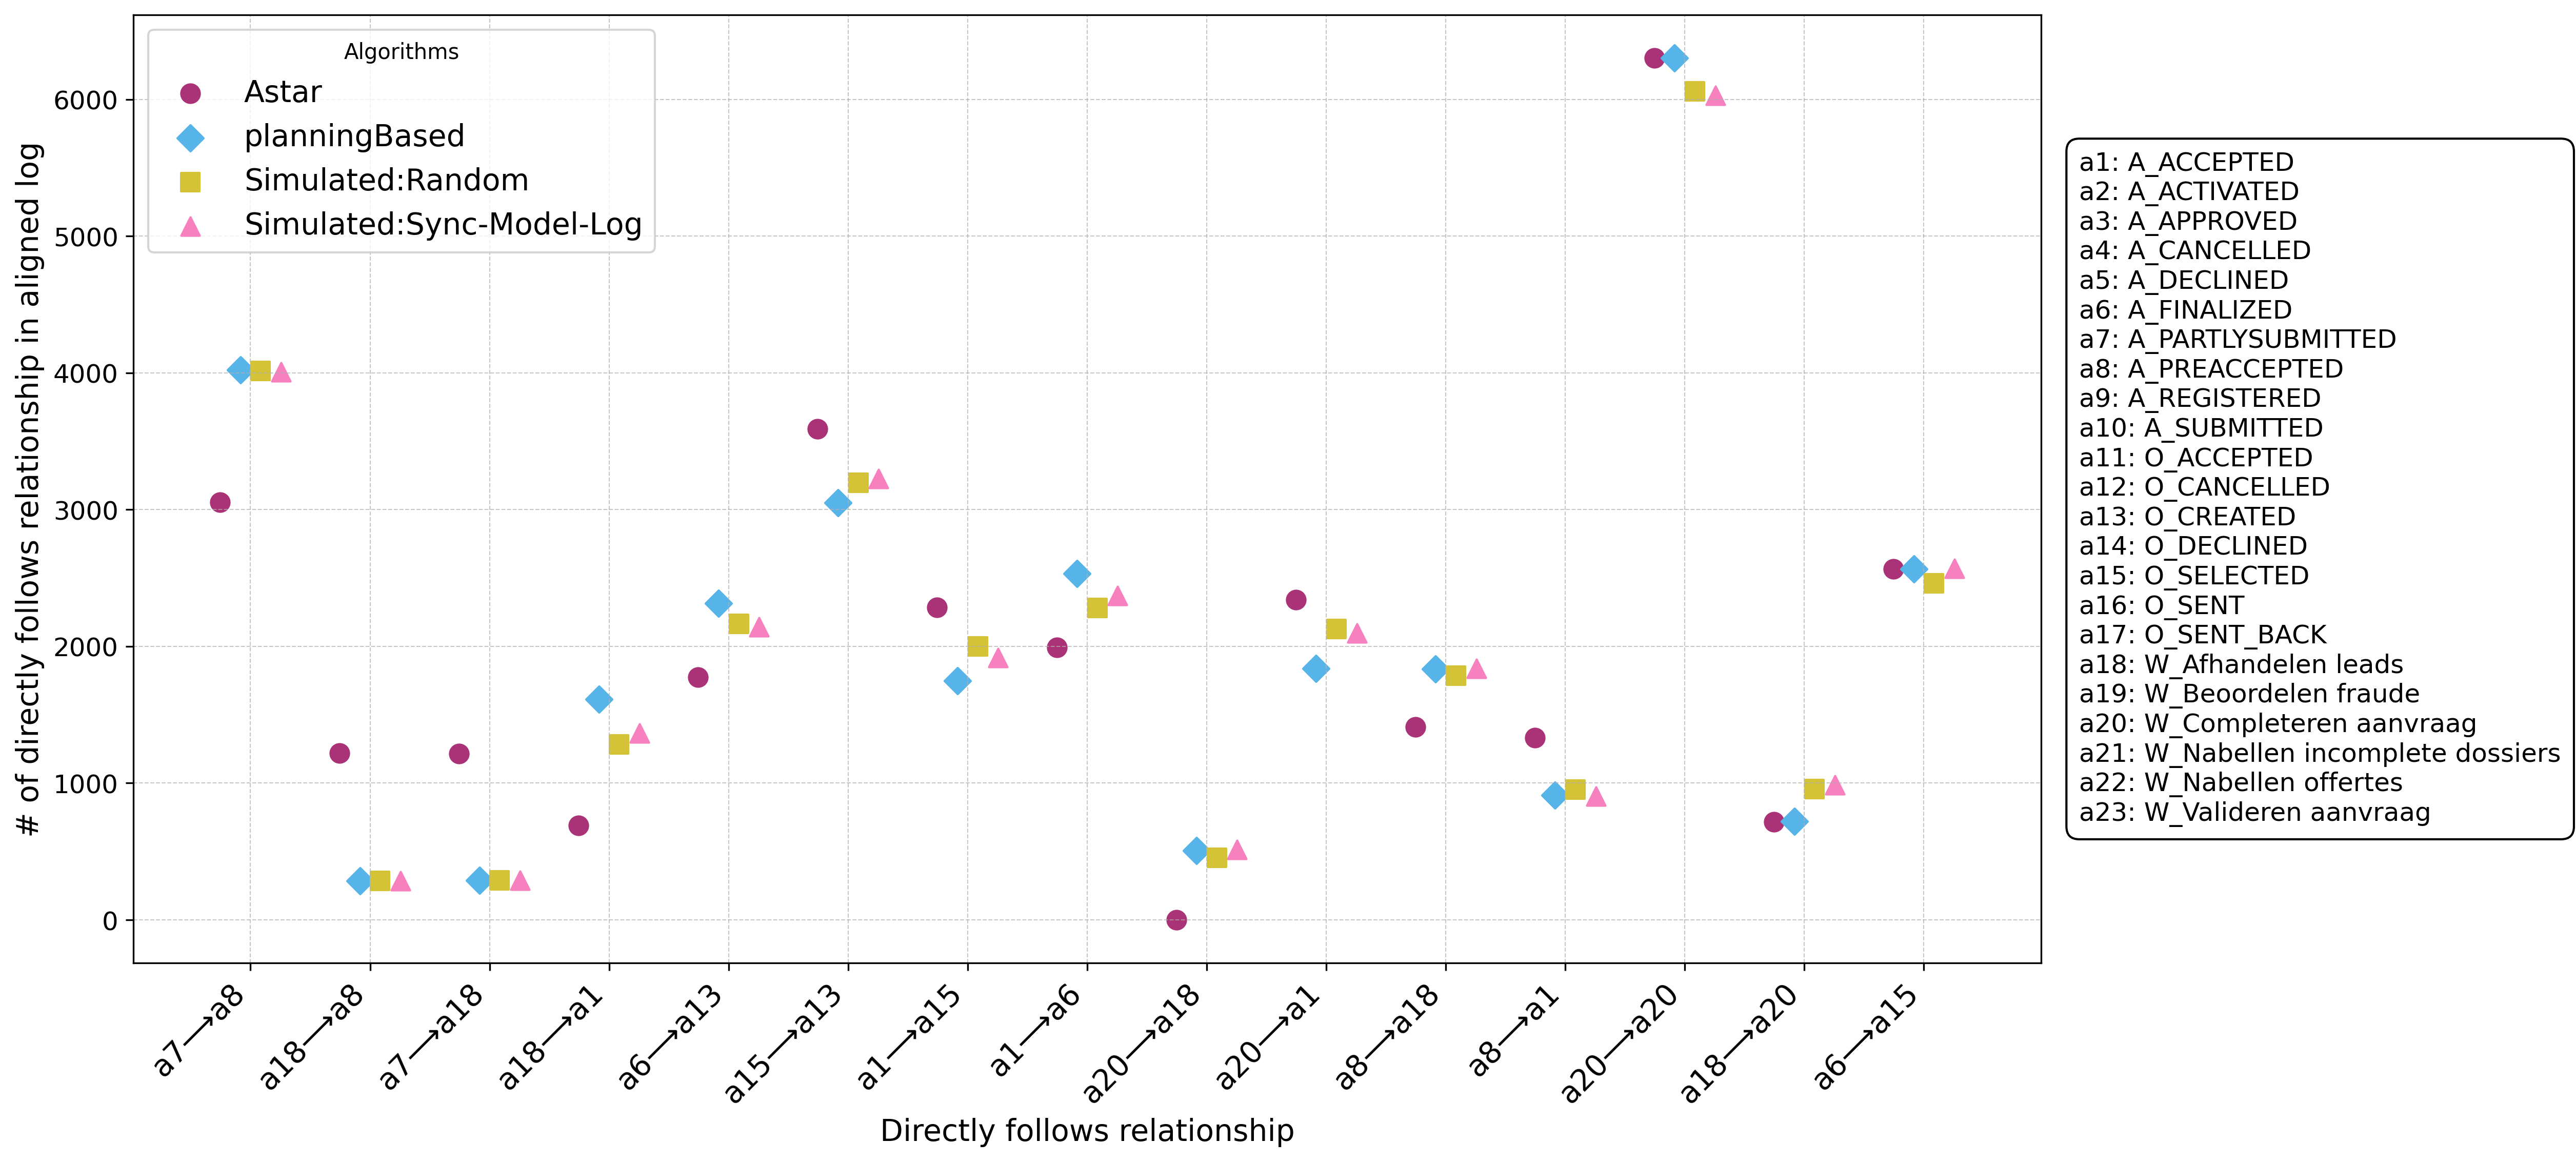 Algorithms
Astar
planningBased
Simulated:Random
Simulated:Sync-Model-Log
# of directly follows relationship in aligned log
6000
5000
4000
3000
2000
1000
0
a7→a8
a18→a8
a7→a18
a18→a1
a6→a13
a15→a13
a1→a15
a1→a6
a20→a18
a20→a1
a8→a18
a8→a1
a20→a20
a18→a20
a6→a15
Directly follows relationship
a1: A_ACCEPTED
a2: A_ACTIVATED
a3: A_APPROVED
a4: A_CANCELLED
a5: A_DECLINED
a6: A_FINALIZED
a7: A_PARTLYSUBMITTED
a8: A_PREACCEPTED
a9: A_REGISTERED
a10: A_SUBMITTED
a11: O_ACCEPTED
a12: O_CANCELLED
a13: O_CREATED
a14: O_DECLINED
a15: O_SELECTED
a16: O_SENT
a17: O_SENT_BACK
a18: W_Afhandelen leads
a19: W_Beoordelen fraude
a20: W_Completeren aanvraag
a21: W_Nabellen incomplete dossiers
a22: W_Nabellen offertes
a23: W_Valideren aanvraag